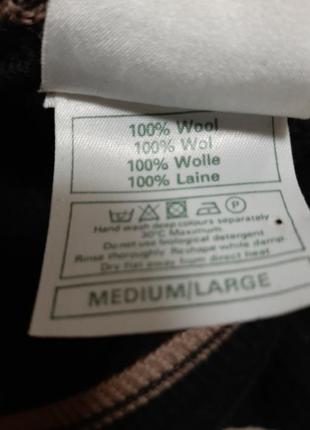 100% Wool
100% Wol
100% Wolle
100% Laine
P
Hand wash deep colours separately
30°C Maximum
Do not use biological detergent
Rinse thoroughly Reshape while damp
Dry flat away from direct heat
MEDIUM/LARGE